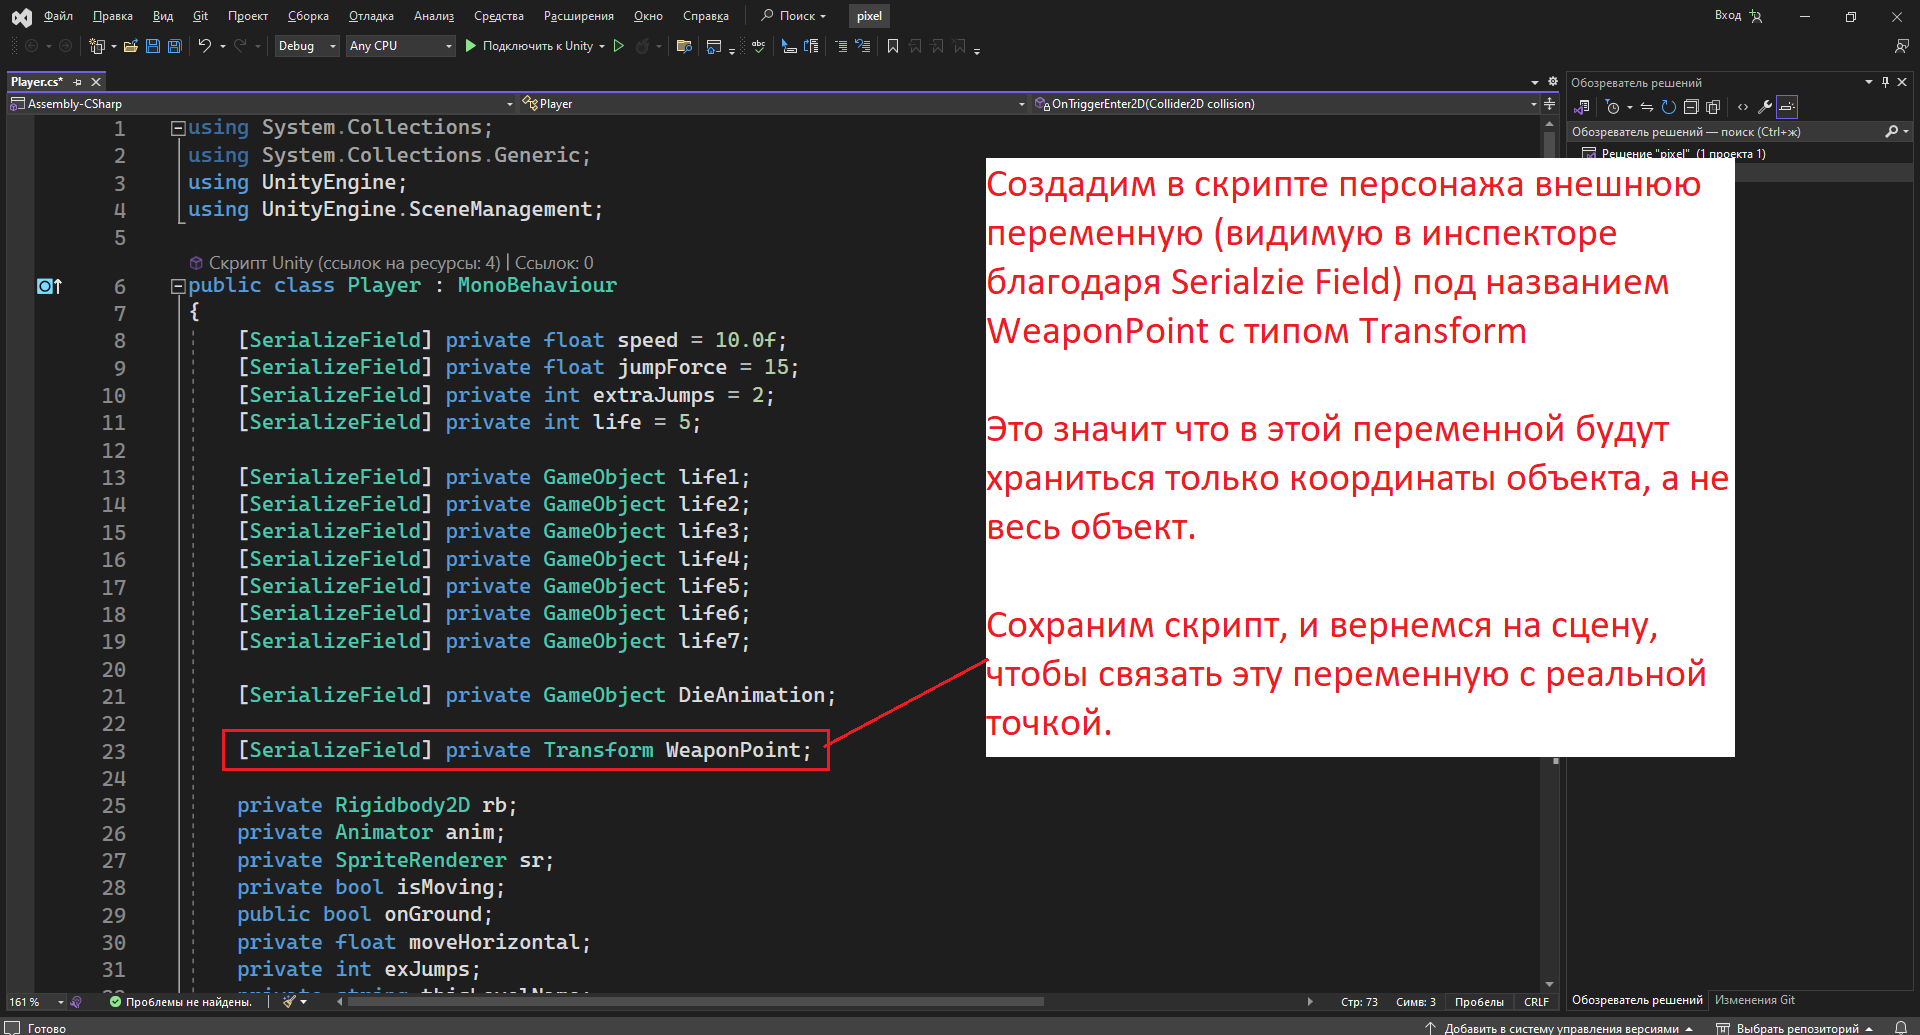 Файл Правка Вид Git Проект Сборка Отладка Анализ Средства Расширения Окно Справка Поиск pixel Вход
Debug Any CPU Подключить к Unity abc
Player.cs*
Assembly-CSharp Player OnTriggerEnter2D(Collider2D collision)
1 using System.Collections;
2 using System.Collections.Generic;
3 using UnityEngine;
4 using UnityEngine.SceneManagement;
5
Скрипт Unity (ссылок на ресурсы: 4) | Ссылок: 0
6 public class Player : MonoBehaviour
7 {
8 [SerializeField] private float speed = 10.0f;
9 [SerializeField] private float jumpForce = 15;
10 [SerializeField] private int extraJumps = 2;
11 [SerializeField] private int life = 5;
12
13 [SerializeField] private GameObject life1;
14 [SerializeField] private GameObject life2;
15 [SerializeField] private GameObject life3;
16 [SerializeField] private GameObject life4;
17 [SerializeField] private GameObject life5;
18 [SerializeField] private GameObject life6;
19 [SerializeField] private GameObject life7;
20
21 [SerializeField] private GameObject DieAnimation;
22
23 [SerializeField] private Transform WeaponPoint;
24
25 private Rigidbody2D rb;
26 private Animator anim;
27 private SpriteRenderer sr;
28 private bool isMoving;
29 public bool onGround;
30 private float moveHorizontal;
31 private int exJumps;
Создадим в скрипте персонажа внешнюю
переменную (видимую в инспекторе
благодаря Serialzie Field) под названием
WeaponPoint с типом Transform
Это значит что в этой переменной будут
храниться только координаты объекта, а не
весь объект.
Сохраним скрипт, и вернемся на сцену,
чтобы связать эту переменную с реальной
точкой.
Обозреватель решений
Обозреватель решений — поиск (Ctrl+ж)
Решение "pixel" (1 проекта 1)
161 % Проблемы не найдены. Стр: 73 Симв: 3 Пробелы CRLF
Обозреватель решений Изменения Git
Готово Добавить в систему управления версиями Выбрать репозиторий